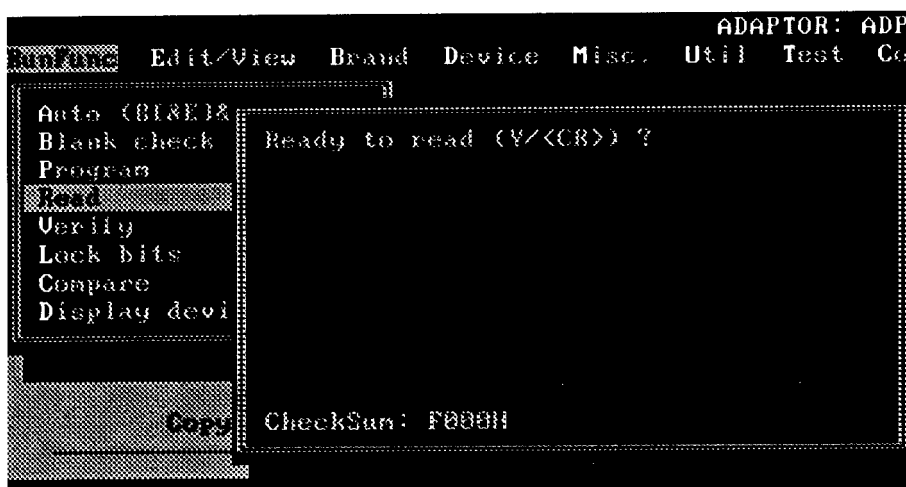 ADAPTOR: ADP
RunFunc Edit/View Brand Device Misc. Util Test Co
Auto (B[&E]&
Blank check
Program
Read
Verify
Lock bits
Compare
Display devi
Ready to read (Y/<CR>) ?
CheckSum: F000H
Copy